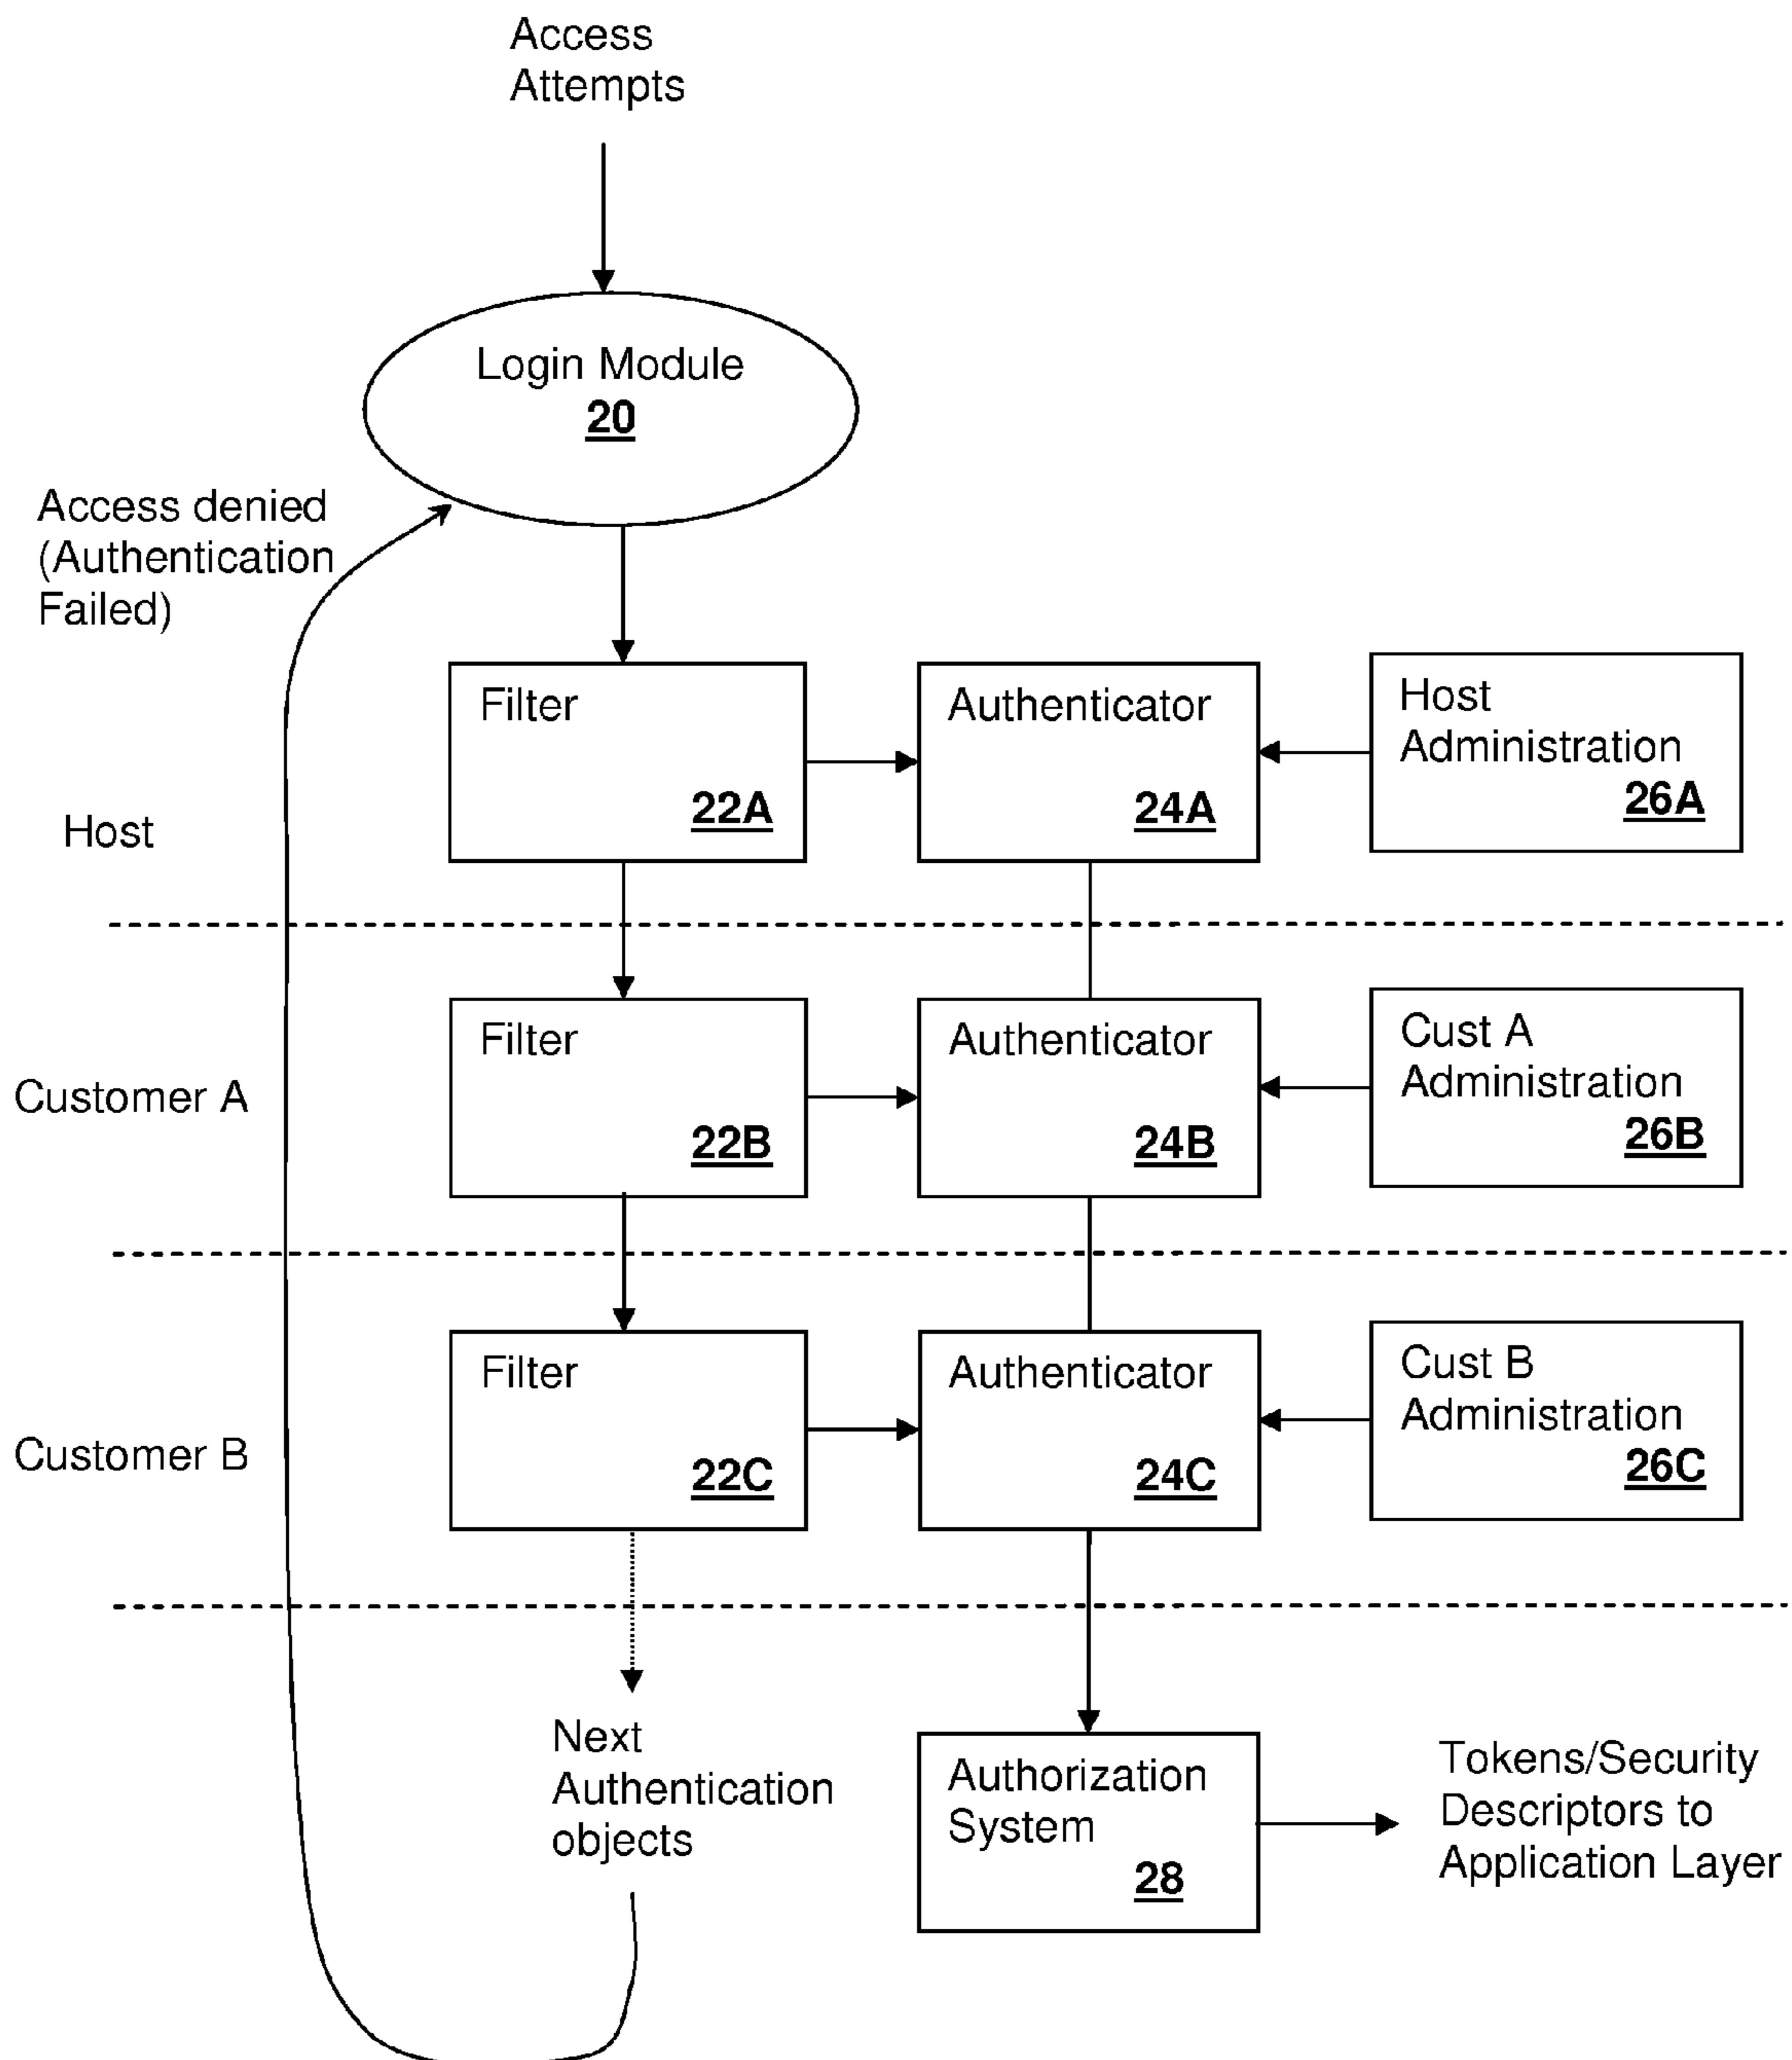 Access
Attempts
Login Module
20
Access denied
(Authentication
Failed)
Host
Filter
22A
Authenticator
24A
Host
Administration
26A
Customer A
Filter
22B
Authenticator
24B
Cust A
Administration
26B
Customer B
Filter
22C
Authenticator
24C
Cust B
Administration
26C
Next
Authentication
objects
Authorization
System
28
Tokens/Security
Descriptors to
Application Layer